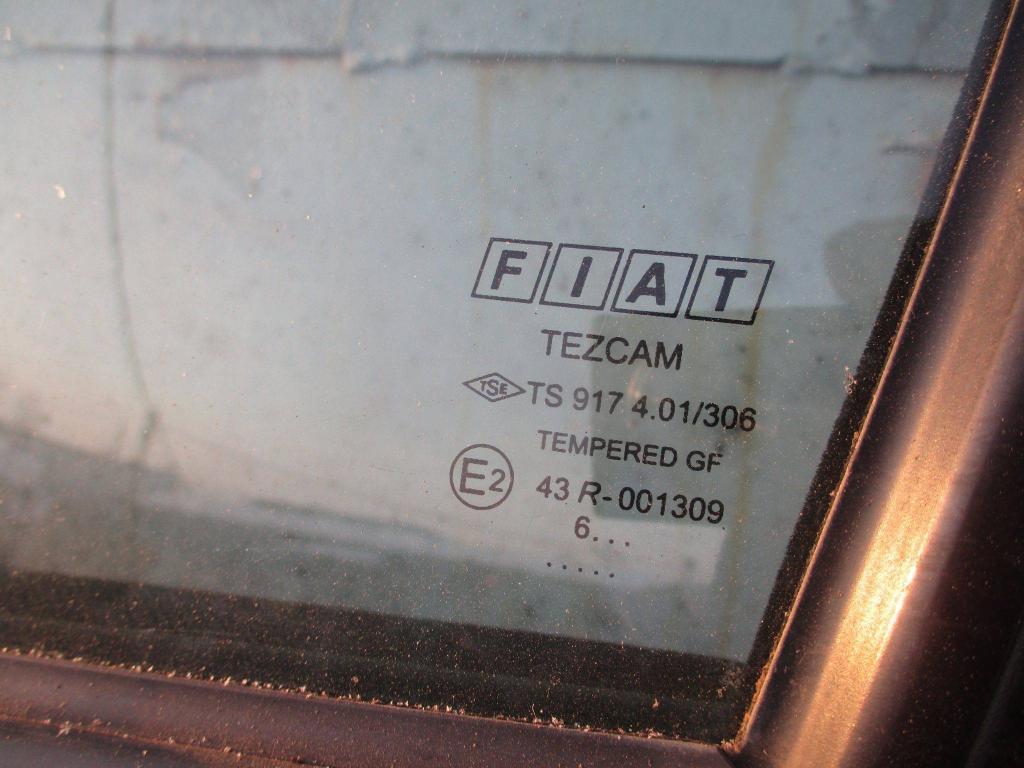 FIAT
TEZCAM
TSE TS 917 4.01/306
TEMPERED GF
E2 43 R-001309
6...
.....